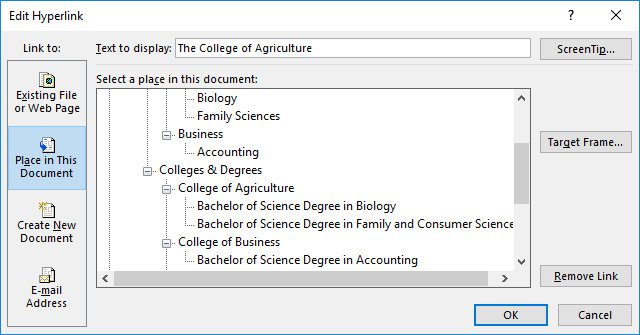 Edit Hyperlink
?
Link to:
Text to display: The College of Agriculture
ScreenTip...
Select a place in this document:
Existing File
or Web Page
Place in This
Document
Create New
Document
E-mail
Address
Biology
Family Sciences
Business
Accounting
Colleges & Degrees
College of Agriculture
Bachelor of Science Degree in Biology
Bachelor of Science Degree in Family and Consumer Science
College of Business
Bachelor of Science Degree in Accounting
Target Frame...
Remove Link
OK
Cancel